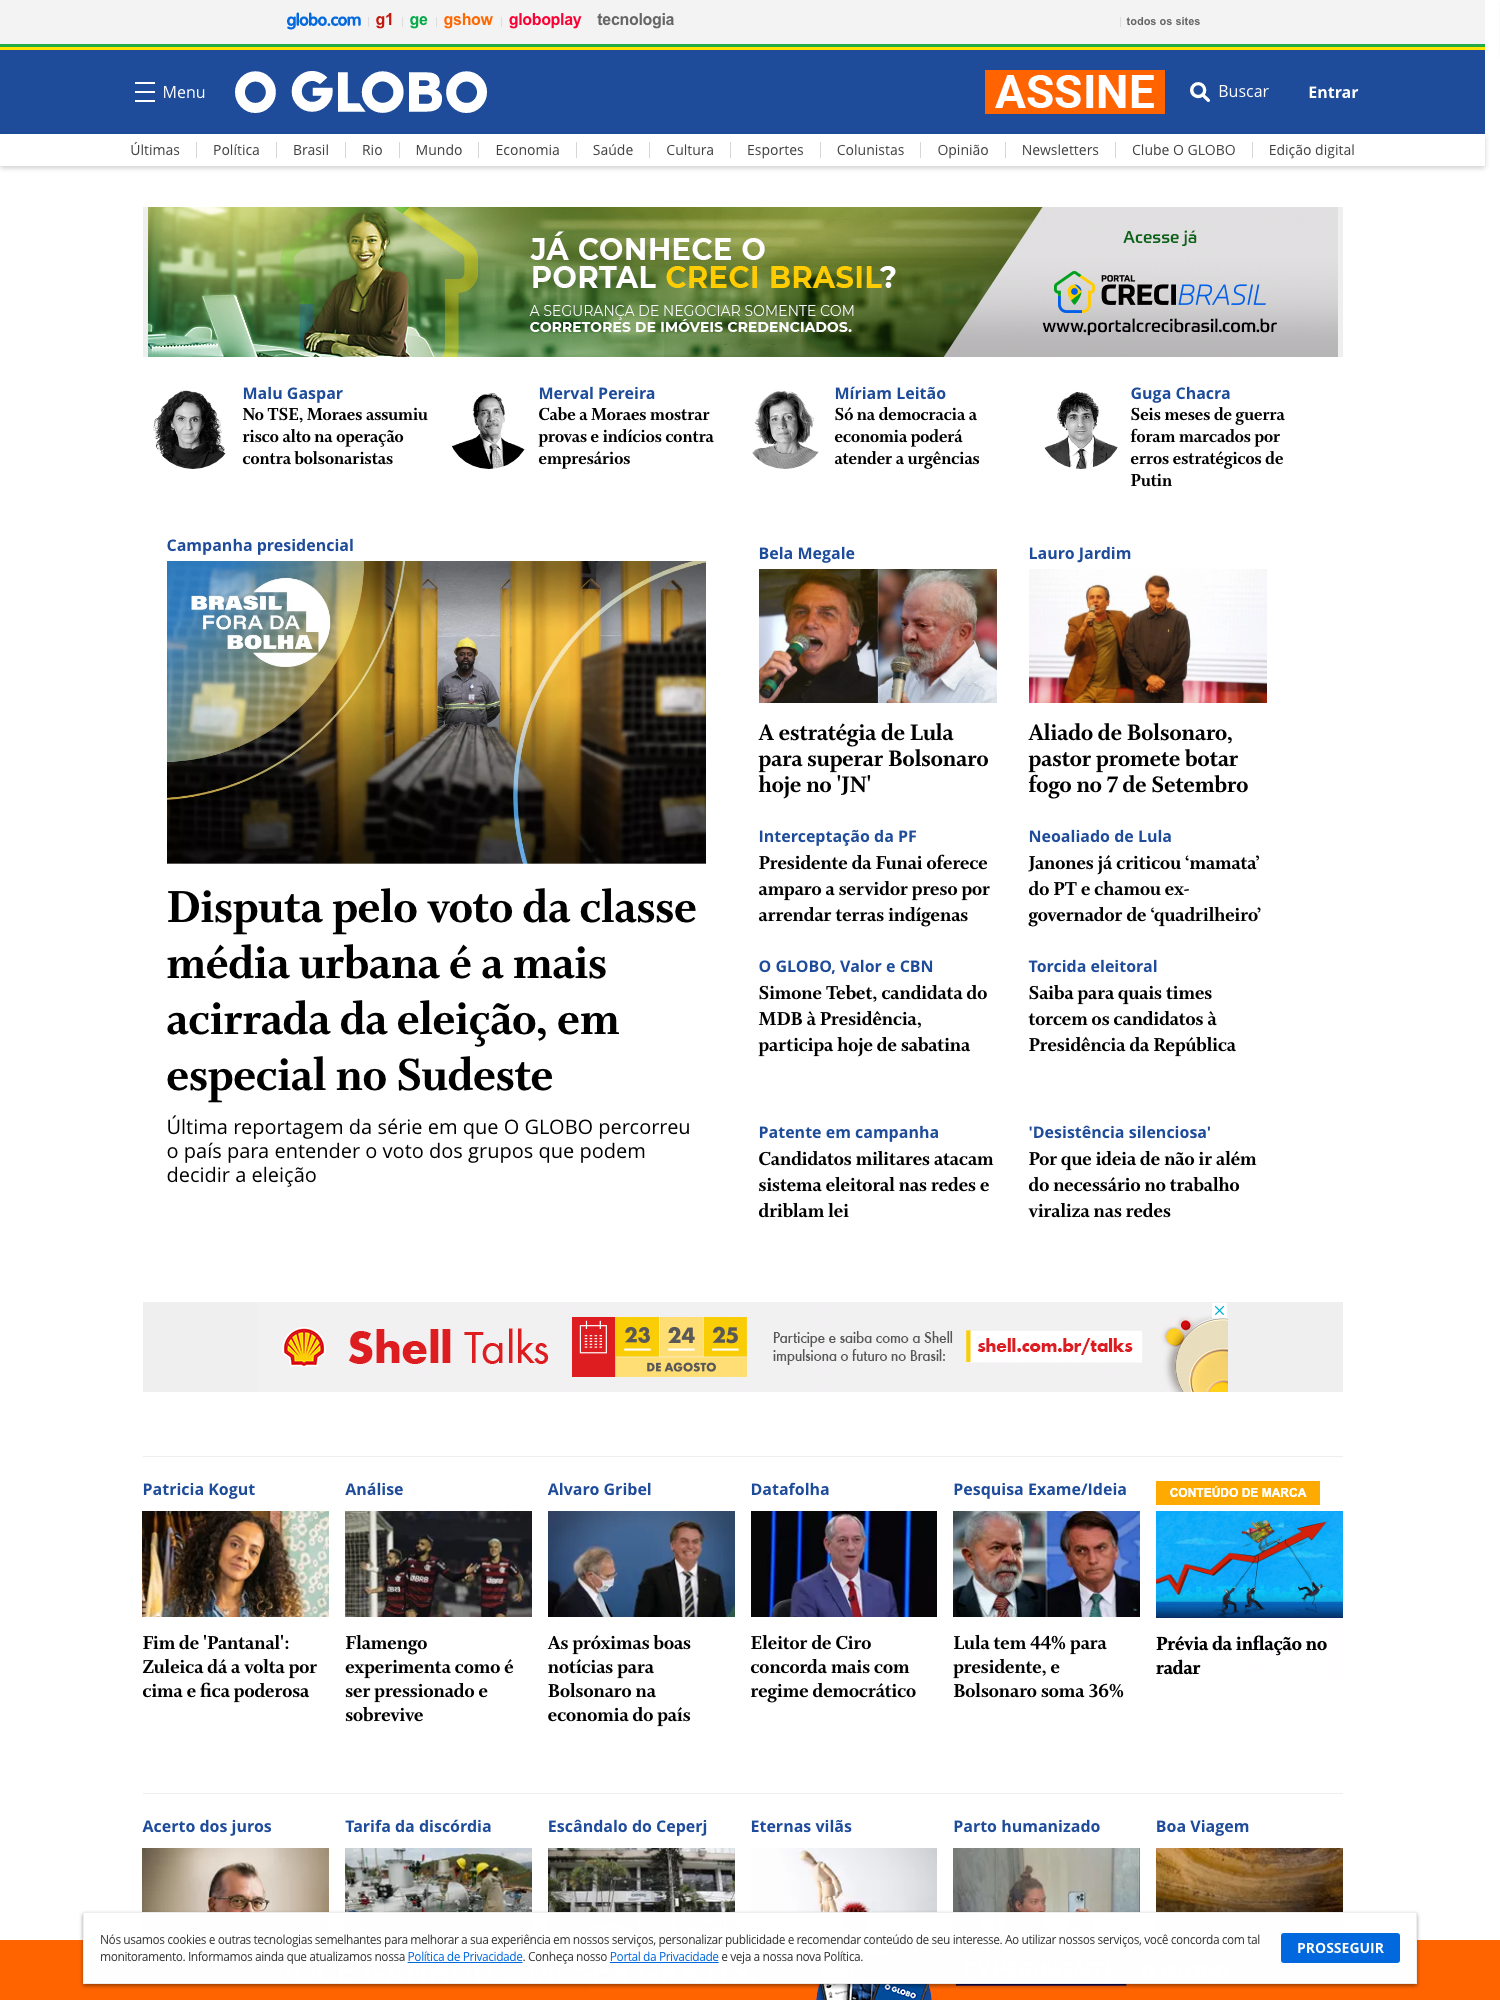 globo.com g1 ge gshow globoplay tecnologia todos os sites
Menu O GLOBO ASSINE Buscar Entrar
Últimas Política Brasil Rio Mundo Economia Saúde Cultura Esportes Colunistas Opinião Newsletters Clube O GLOBO Edição digital
JÁ CONHECE O
PORTAL CRECI BRASIL?
A SEGURANÇA DE NEGOCIAR SOMENTE COM
CORRETORES DE IMÓVEIS CREDENCIADOS.
Acesse já
PORTAL
CRECIBRASIL
www.portalcrecibrasil.com.br
Malu Gaspar
No TSE, Moraes assumiu
risco alto na operação
contra bolsonaristas
Merval Pereira
Cabe a Moraes mostrar
provas e indícios contra
empresários
Míriam Leitão
Só na democracia a
economia poderá
atender a urgências
Guga Chacra
Seis meses de guerra
foram marcados por
erros estratégicos de
Putin
Campanha presidencial
BRASIL
FORA DA
BOLHA
Disputa pelo voto da classe
média urbana é a mais
acirrada da eleição, em
especial no Sudeste
Última reportagem da série em que O GLOBO percorreu
o país para entender o voto dos grupos que podem
decidir a eleição
Bela Megale
A estratégia de Lula
para superar Bolsonaro
hoje no 'JN'
Lauro Jardim
Aliado de Bolsonaro,
pastor promete botar
fogo no 7 de Setembro
Interceptação da PF
Presidente da Funai oferece
amparo a servidor preso por
arrendar terras indígenas
Neoaliado de Lula
Janones já criticou ‘mamata’
do PT e chamou ex-
governador de ‘quadrilheiro’
O GLOBO, Valor e CBN
Simone Tebet, candidata do
MDB à Presidência,
participa hoje de sabatina
Torcida eleitoral
Saiba para quais times
torcem os candidatos à
Presidência da República
Patente em campanha
Candidatos militares atacam
sistema eleitoral nas redes e
driblam lei
'Desistência silenciosa'
Por que ideia de não ir além
do necessário no trabalho
viraliza nas redes
Shell Talks
23 24 25
DE AGOSTO
Participe e saiba como a Shell
impulsiona o futuro no Brasil:
shell.com.br/talks
Patricia Kogut
Fim de 'Pantanal':
Zuleica dá a volta por
cima e fica poderosa
Análise
Flamengo
experimenta como é
ser pressionado e
sobrevive
Alvaro Gribel
As próximas boas
notícias para
Bolsonaro na
economia do país
Datafolha
Eleitor de Ciro
concorda mais com
regime democrático
Pesquisa Exame/Ideia
Lula tem 44% para
presidente, e
Bolsonaro soma 36%
CONTEÚDO DE MARCA
Prévia da inflação no
radar
Acerto dos juros
Tarifa da discórdia
Escândalo do Ceperj
Eternas vilãs
Parto humanizado
Boa Viagem
Nós usamos cookies e outras tecnologias semelhantes para melhorar a sua experiência em nossos serviços, personalizar publicidade e recomendar conteúdo de seu interesse. Ao utilizar nossos serviços, você concorda com tal
monitoramento. Informamos ainda que atualizamos nossa Política de Privacidade. Conheça nosso Portal da Privacidade e veja a nossa nova Política.
PROSSEGUIR
O GLOBO